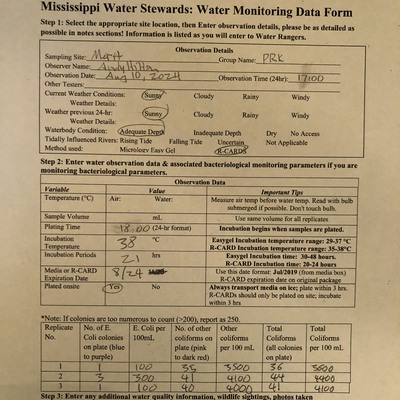 Mississippi Water Stewards: Water Monitoring Data Form
Step 1: Select the appropriate site location, then Enter observation details, please be as detailed as
possible in notes sections! Information is listed as you will enter to Water Rangers.
Observation Details
Sampling Site: Group Name: PRK
Observer Name: Andy Hilton
Observation Date: Aug 10, 2024 Observation Time (24hr): 17:00
Other Testers:
Current Weather Conditions: Sunny Cloudy Rainy Windy
Weather Details:
Weather previous 24-hr: Sunny Cloudy Rainy Windy
Weather Details:
Waterbody Condition: Adequate Depth Inadequate Depth Dry No Access
Tidally Influenced Rivers: Rising Tide Falling Tide Uncertain Not Applicable
Method used: Micrology Easy Gel R-CARDS
Step 2: Enter water observation data & associated bacteriological monitoring parameters if you are
monitoring bacteriological parameters.
Observation Data
Variable Value Important Tips
Temperature (°C) Air: Water: Measure air temp before water temp. Read with bulb
submerged if possible. Don't touch bulb.
Sample Volume mL Use same volume for all replicates
Plating Time 18:00 (24-hr format) Incubation begins when samples are plated.
Incubation Temperature 38 °C Easygel Incubation temperature range: 29-37 °C
R-CARD Incubation temperature range: 35-38°C
Incubation Periods 21 hrs Easygel Incubation time: 30-48 hours.
R-CARD Incubation time: 20-24 hours
Media or R-CARD Expiration Date 8/24 Use this date format: Jul/2019 (from media box)
R-CARD expiration date on original package
Plated onsite Yes No Always transport media on ice; plate within 3 hrs.
R-CARDs should only be plated on site; incubate
within 3 hrs.
*Note: If colonies are too numerous to count (>200), report as 250.
Replicate No. No. of E. Coli colonies on plate (blue to purple) E. Coli per 100mL No. of other coliforms on plate (pink to dark red) Other coliforms per 100 mL Total Coliforms (all colonies on plate) Total Coliforms per 100 mL
1 1 100 35 3500 36 3600
2 3 300 41 4100 44 4400
3 1 100 40 4000 41 4100
Step 3: Enter any additional water quality information, wildlife sightings, photos taken